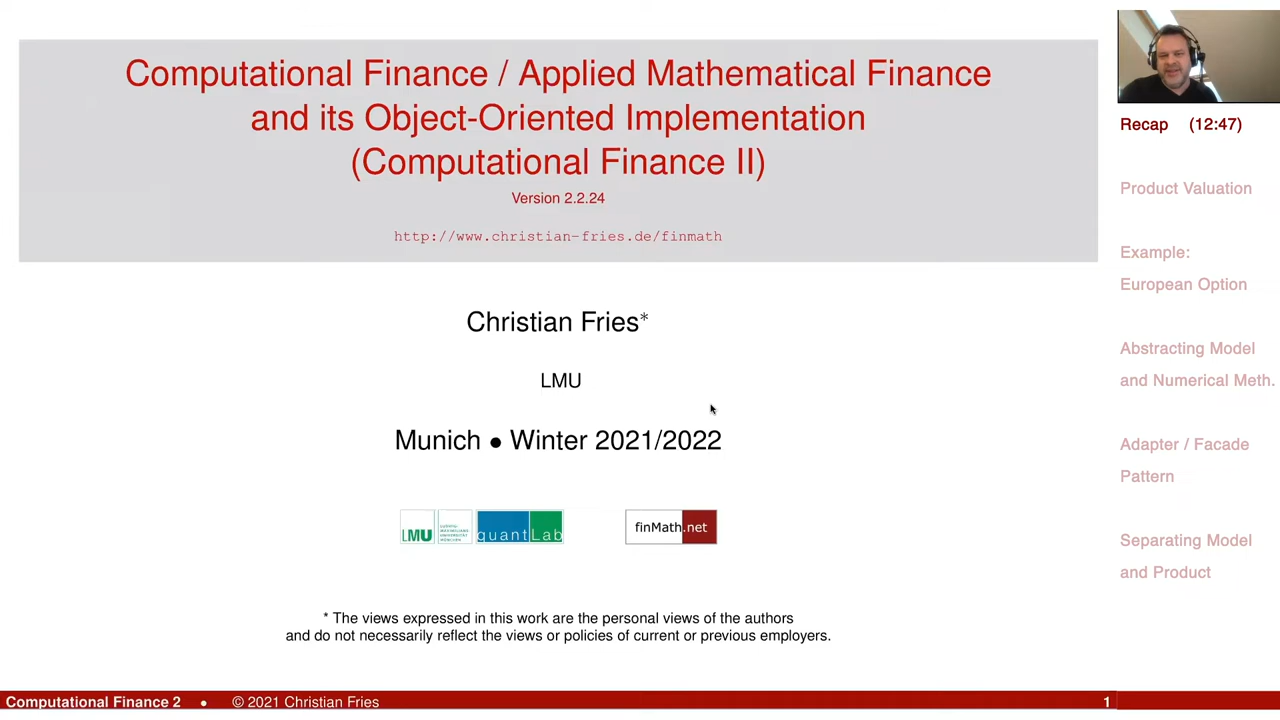 Computational Finance / Applied Mathematical Finance
and its Object-Oriented Implementation
(Computational Finance II)
Version 2.2.24
http://www.christian-fries.de/finmath
Christian Fries*
LMU
Munich • Winter 2021/2022
LMU
quantLab
finMath.net
* The views expressed in this work are the personal views of the authors
and do not necessarily reflect the views or policies of current or previous employers.
Recap (12:47)
Product Valuation
Example:
European Option
Abstracting Model
and Numerical Meth.
Adapter / Facade
Pattern
Separating Model
and Product
Computational Finance 2 • © 2021 Christian Fries 1